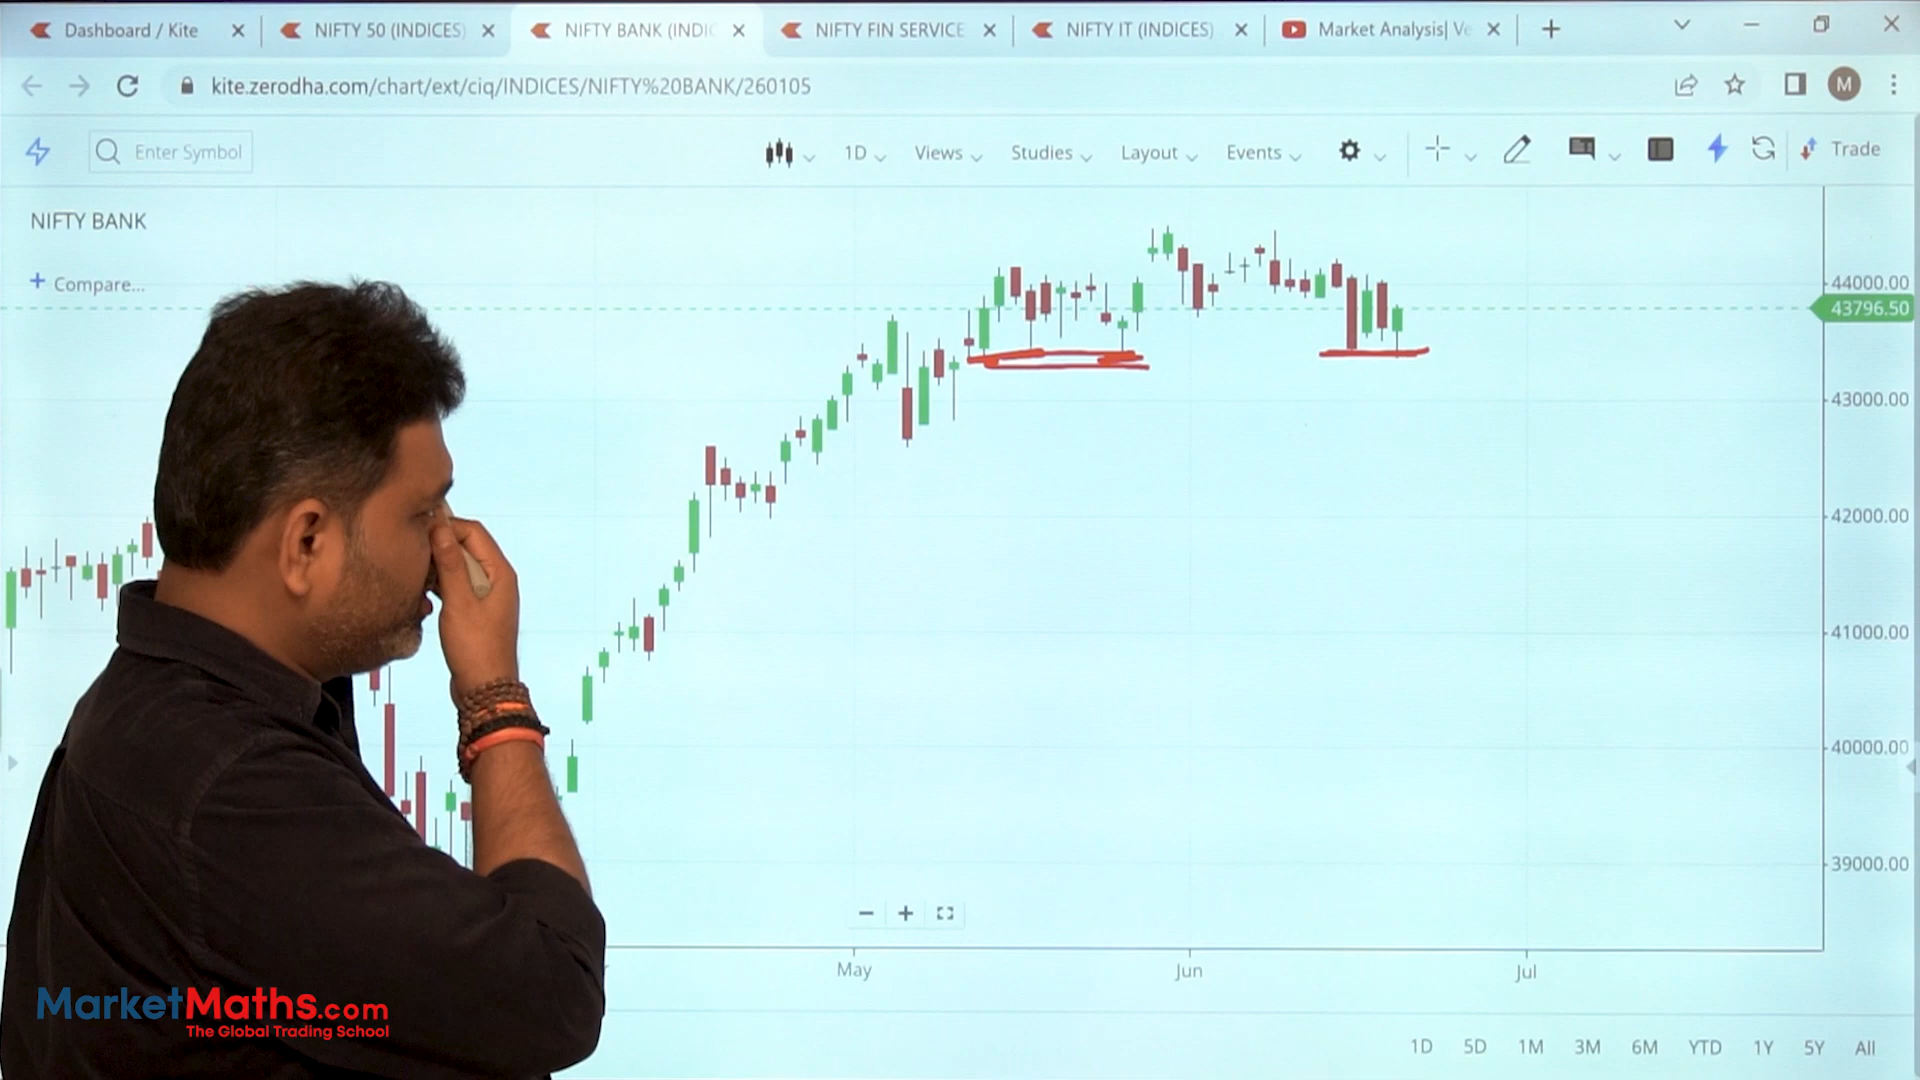 Dashboard / Kite
NIFTY 50 (INDICES)
NIFTY BANK (INDIC
NIFTY FIN SERVICE
NIFTY IT (INDICES)
Market Analysis| Ve
kite.zerodha.com/chart/ext/ciq/INDICES/NIFTY%20BANK/260105
M
Enter Symbol
1D
Views
Studies
Layout
Events
Trade
NIFTY BANK
+ Compare...
44000.00
43796.50
43000.00
42000.00
41000.00
40000.00
39000.00
May
Jun
Jul
MarketMaths.com
The Global Trading School
1D 5D 1M 3M 6M YTD 1Y 5Y All